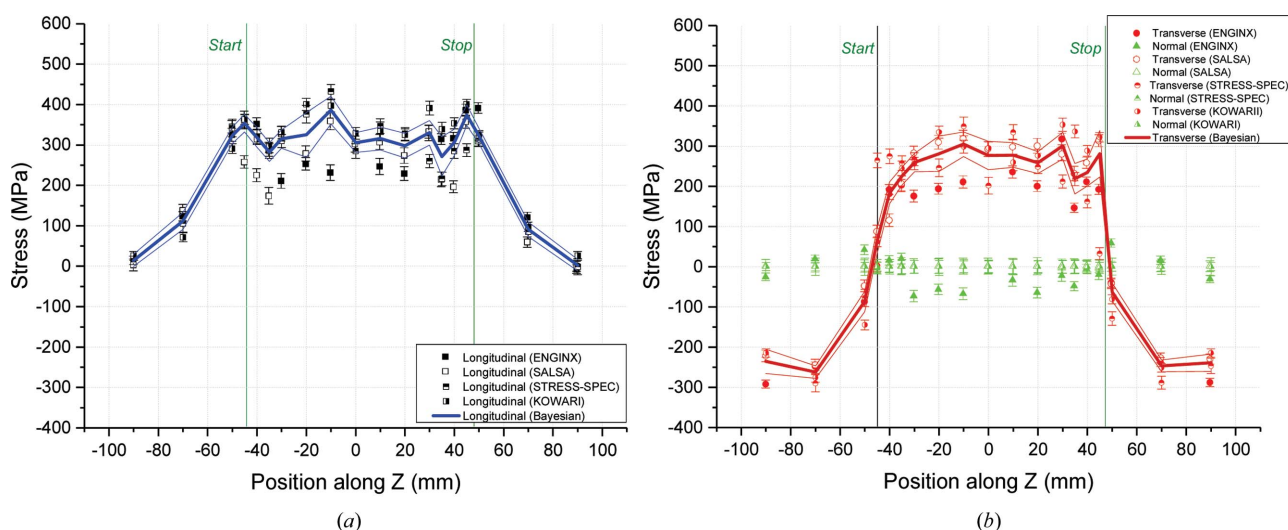 600
500
400
300
200
100
0
-100
-200
-300
-400
Stress (MPa)
Start
Stop
Longitudinal (ENGINX)
Longitudinal (SALSA)
Longitudinal (STRESS-SPEC)
Longitudinal (KOWARI)
Longitudinal (Bayesian)
-100 -80 -60 -40 -20 0 20 40 60 80 100
Position along Z (mm)
(a)
600
500
400
300
200
100
0
-100
-200
-300
-400
Stress (MPa)
Start
Stop
Transverse (ENGINX)
Normal (ENGINX)
Transverse (SALSA)
Normal (SALSA)
Transverse (STRESS-SPEC)
Normal (STRESS-SPEC)
Transverse (KOWARII)
Normal (KOWARI)
Transverse (Bayesian)
-100 -80 -60 -40 -20 0 20 40 60 80 100
Position along Z (mm)
(b)